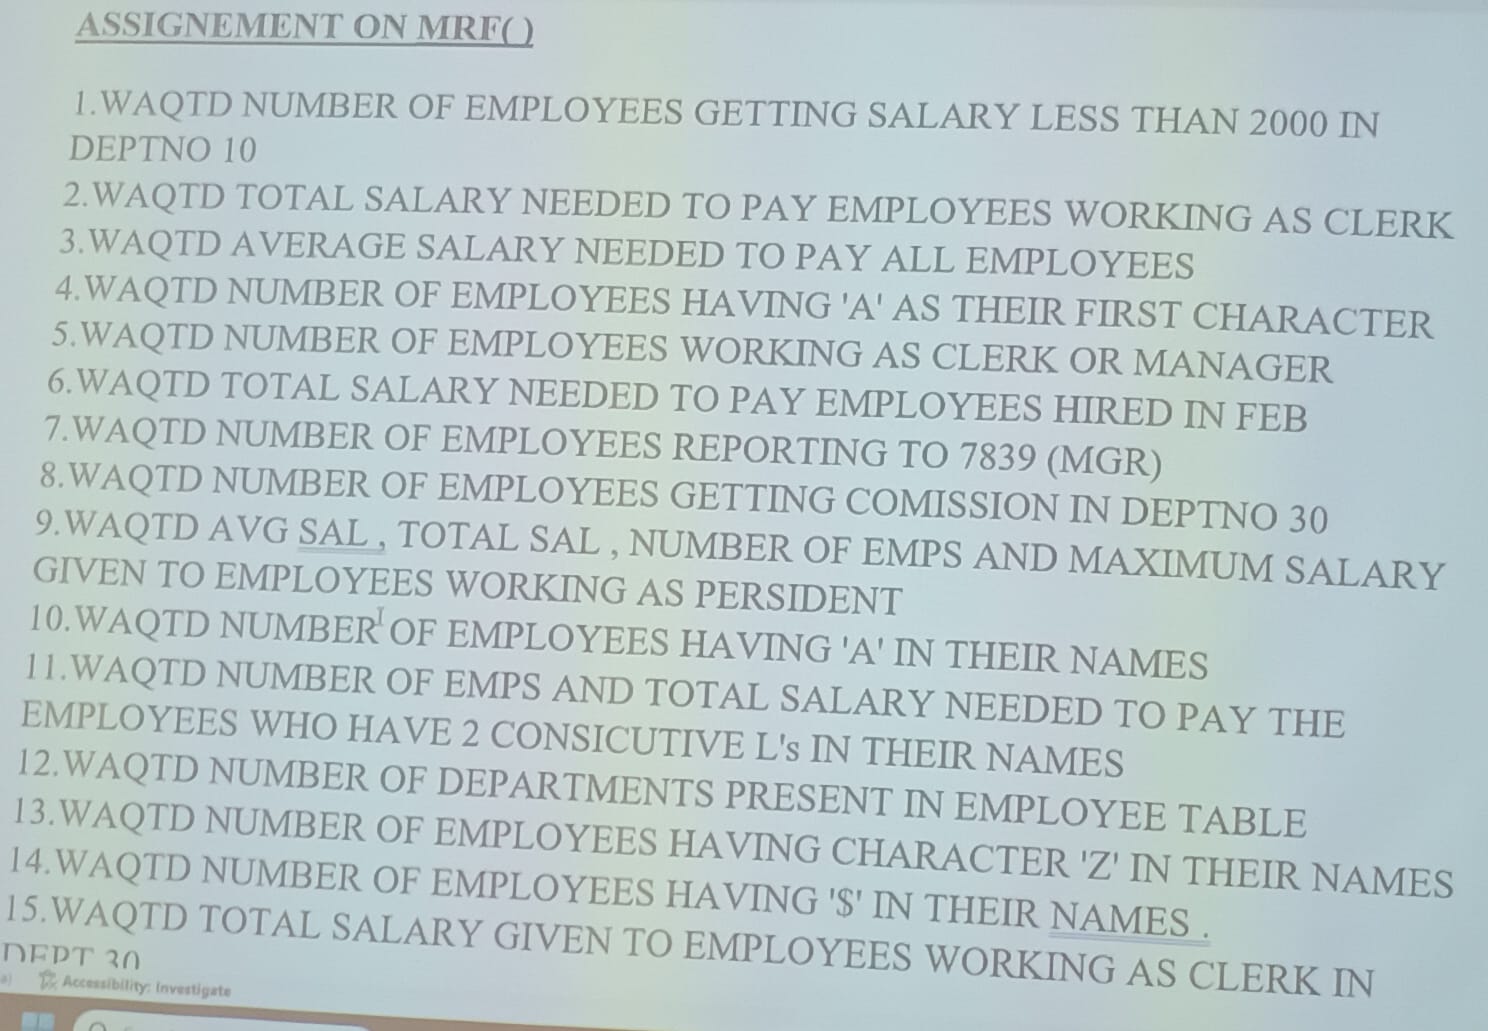 ASSIGNEMENT ON MRF()
1.WAQTD NUMBER OF EMPLOYEES GETTING SALARY LESS THAN 2000 IN
DEPTNO 10
2.WAQTD TOTAL SALARY NEEDED TO PAY EMPLOYEES WORKING AS CLERK
3.WAQTD AVERAGE SALARY NEEDED TO PAY ALL EMPLOYEES
4.WAQTD NUMBER OF EMPLOYEES HAVING 'A' AS THEIR FIRST CHARACTER
5.WAQTD NUMBER OF EMPLOYEES WORKING AS CLERK OR MANAGER
6.WAQTD TOTAL SALARY NEEDED TO PAY EMPLOYEES HIRED IN FEB
7.WAQTD NUMBER OF EMPLOYEES REPORTING TO 7839 (MGR)
8.WAQTD NUMBER OF EMPLOYEES GETTING COMISSION IN DEPTNO 30
9.WAQTD AVG SAL , TOTAL SAL , NUMBER OF EMPS AND MAXIMUM SALARY
GIVEN TO EMPLOYEES WORKING AS PERSIDENT
10.WAQTD NUMBER OF EMPLOYEES HAVING 'A' IN THEIR NAMES
11.WAQTD NUMBER OF EMPS AND TOTAL SALARY NEEDED TO PAY THE
EMPLOYEES WHO HAVE 2 CONSICUTIVE L's IN THEIR NAMES
12.WAQTD NUMBER OF DEPARTMENTS PRESENT IN EMPLOYEE TABLE
13.WAQTD NUMBER OF EMPLOYEES HAVING CHARACTER 'Z' IN THEIR NAMES
14.WAQTD NUMBER OF EMPLOYEES HAVING '$' IN THEIR NAMES .
15.WAQTD TOTAL SALARY GIVEN TO EMPLOYEES WORKING AS CLERK IN
DEPT 30
Accessibility: Investigate